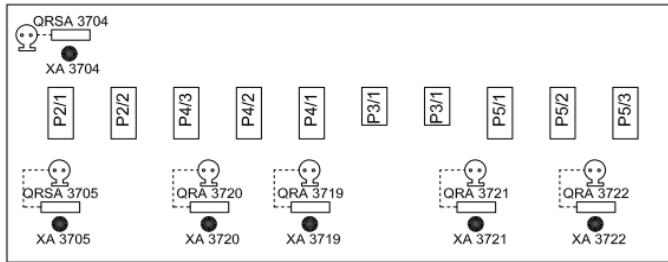 QRSA 3704
XA 3704
P2/1 P2/2 P4/3 P4/2 P4/1 P3/1 P3/1 P5/1 P5/2 P5/3
QRSA 3705 QRA 3720 QRA 3719 QRA 3721 QRA 3722
XA 3705 XA 3720 XA 3719 XA 3721 XA 3722